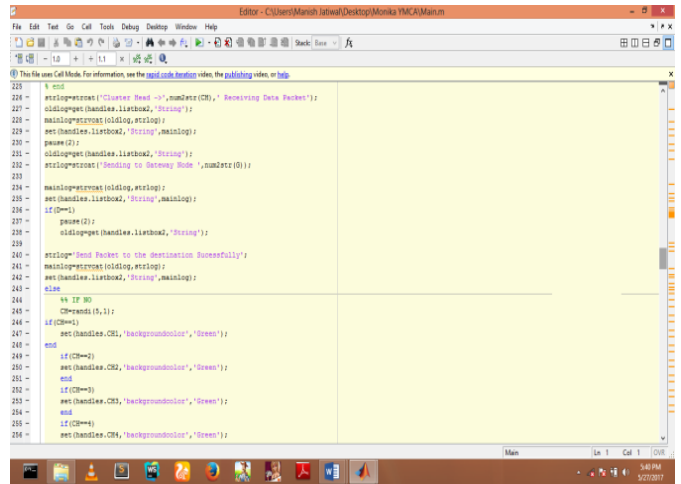 Editor - C:\Users\Manish Jatiwal\Desktop\Monika YMCA\Main.m
File Edit Text Go Cell Tools Debug Desktop Window Help
Stack: Base fx
- 1.0 + ÷ 1.1 ×
This file uses Cell Mode. For information, see the rapid code iteration video, the publishing video, or help.
225 % end
226 - strlog=strcat('Cluster Head ->',num2str(CH),' Receiving Data Packet');
227 - oldlog=get(handles.listbox2,'String');
228 - mainlog=strvcat(oldlog,strlog);
229 - set(handles.listbox2,'String',mainlog);
230 - pause(2);
231 - oldlog=get(handles.listbox2,'String');
232 - strlog=strcat('Sending to Gateway Node ',num2str(G));
233
234 - mainlog=strvcat(oldlog,strlog);
235 - set(handles.listbox2,'String',mainlog);
236 - if(D==1)
237 - pause(2);
238 - oldlog=get(handles.listbox2,'String');
239
240 - strlog='Send Packet to the destination Sucessfully';
241 - mainlog=strvcat(oldlog,strlog);
242 - set(handles.listbox2,'String',mainlog);
243 - else
244 %% IF NO
245 - CH=randi(5,1);
246 - if(CH==1)
247 - set(handles.CH1,'backgroundcolor','Green');
248 - end
249 - if(CH==2)
250 - set(handles.CH2,'backgroundcolor','Green');
251 - end
252 - if(CH==3)
253 - set(handles.CH3,'backgroundcolor','Green');
254 - end
255 - if(CH==4)
256 - set(handles.CH4,'backgroundcolor','Green');
Main Ln 1 Col 1 OVR
5:40 PM
5/27/2017